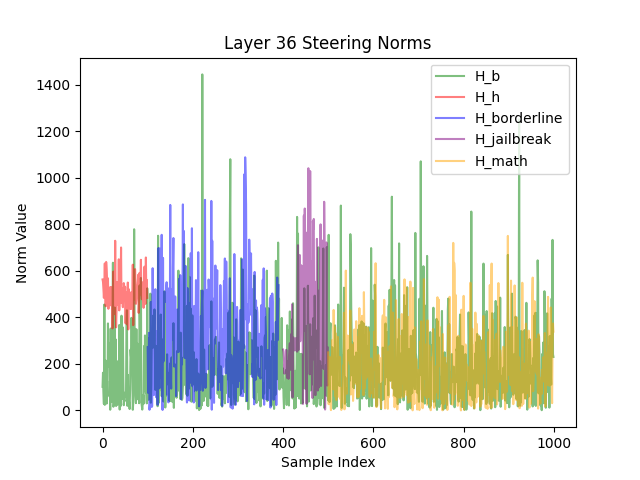 Layer 36 Steering Norms
Norm Value
1400
1200
1000
800
600
400
200
0
H_b
H_h
H_borderline
H_jailbreak
H_math
0
200
400
600
800
1000
Sample Index